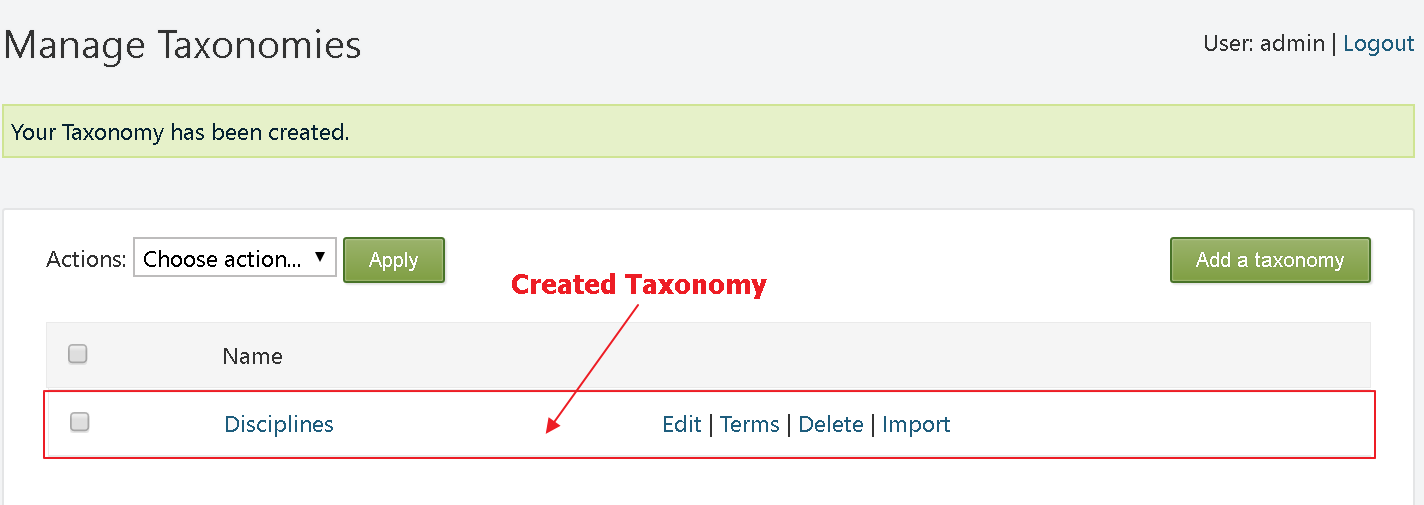 Manage Taxonomies
User: admin | Logout
Your Taxonomy has been created.
Actions: Choose action... Apply
Add a taxonomy
Created Taxonomy
Name
Disciplines
Edit | Terms | Delete | Import